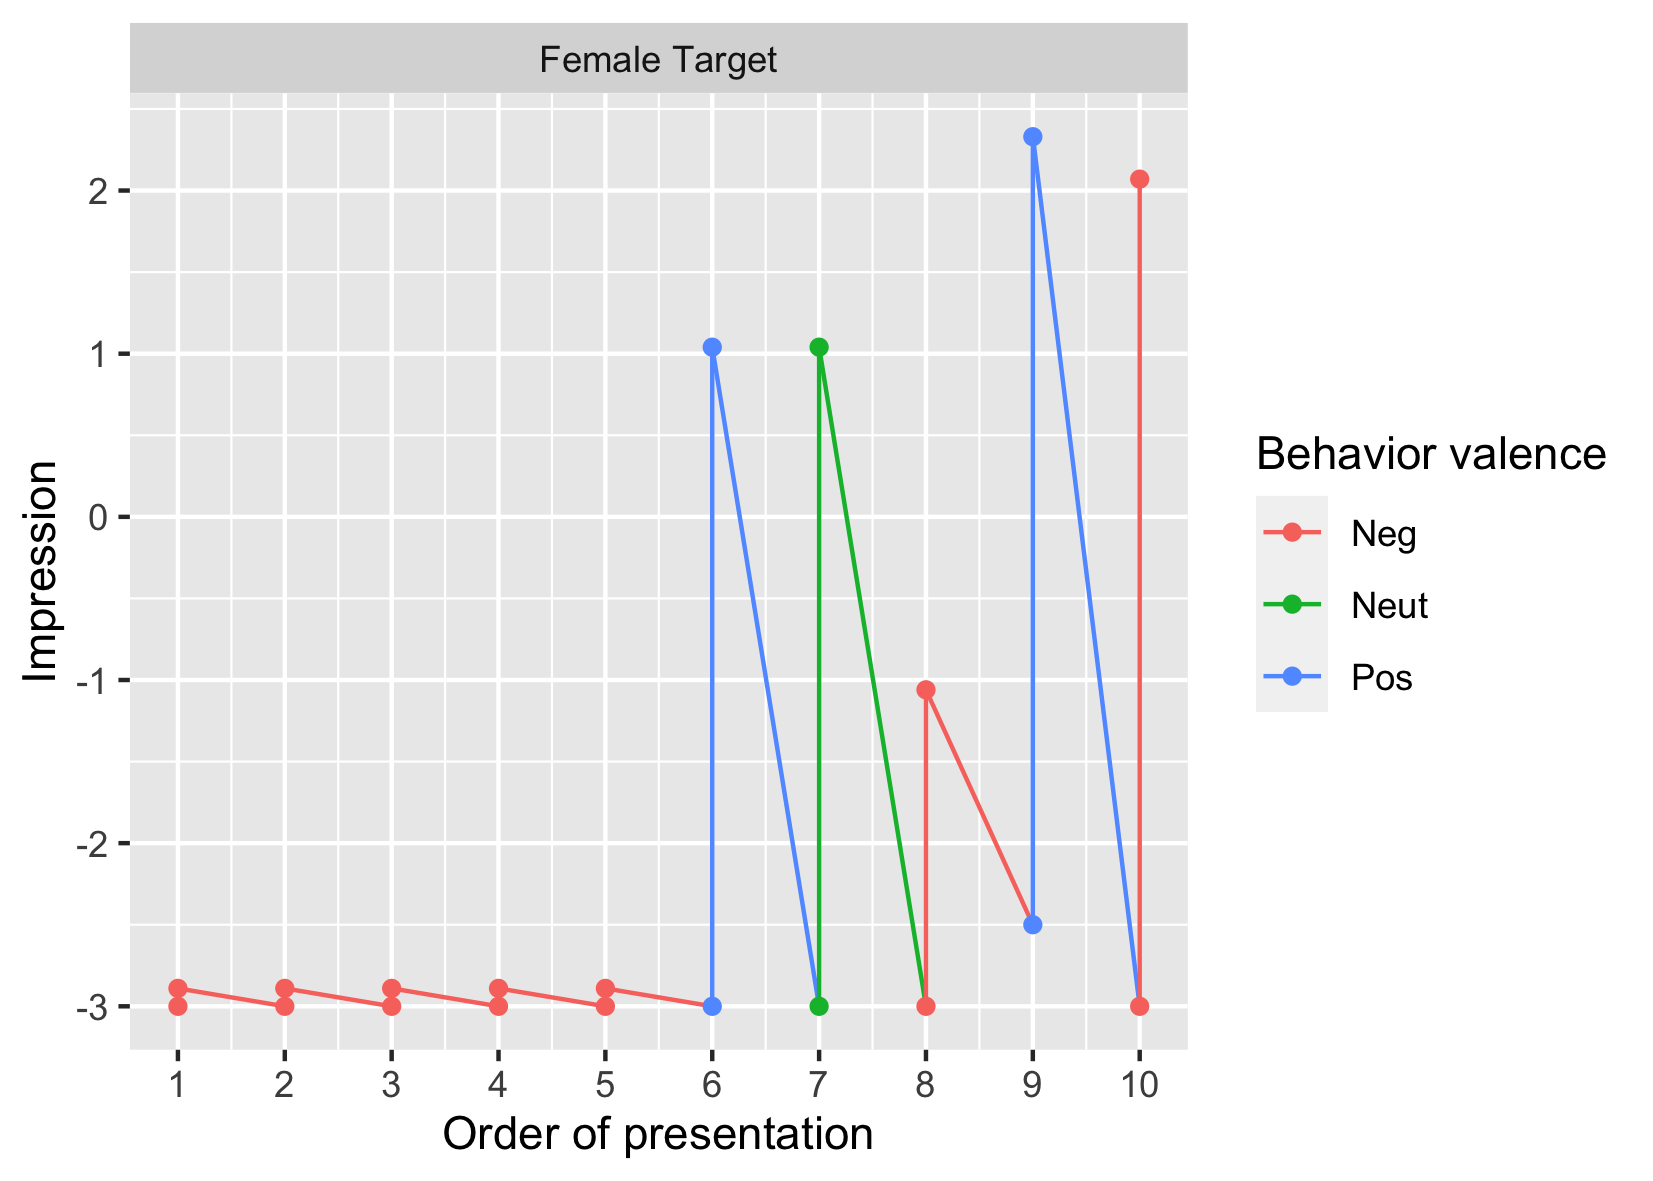 Female Target
2
1
0
-1
-2
-3
Impression
1 2 3 4 5 6 7 8 9 10
Order of presentation
Behavior valence
Neg
Neut
Pos